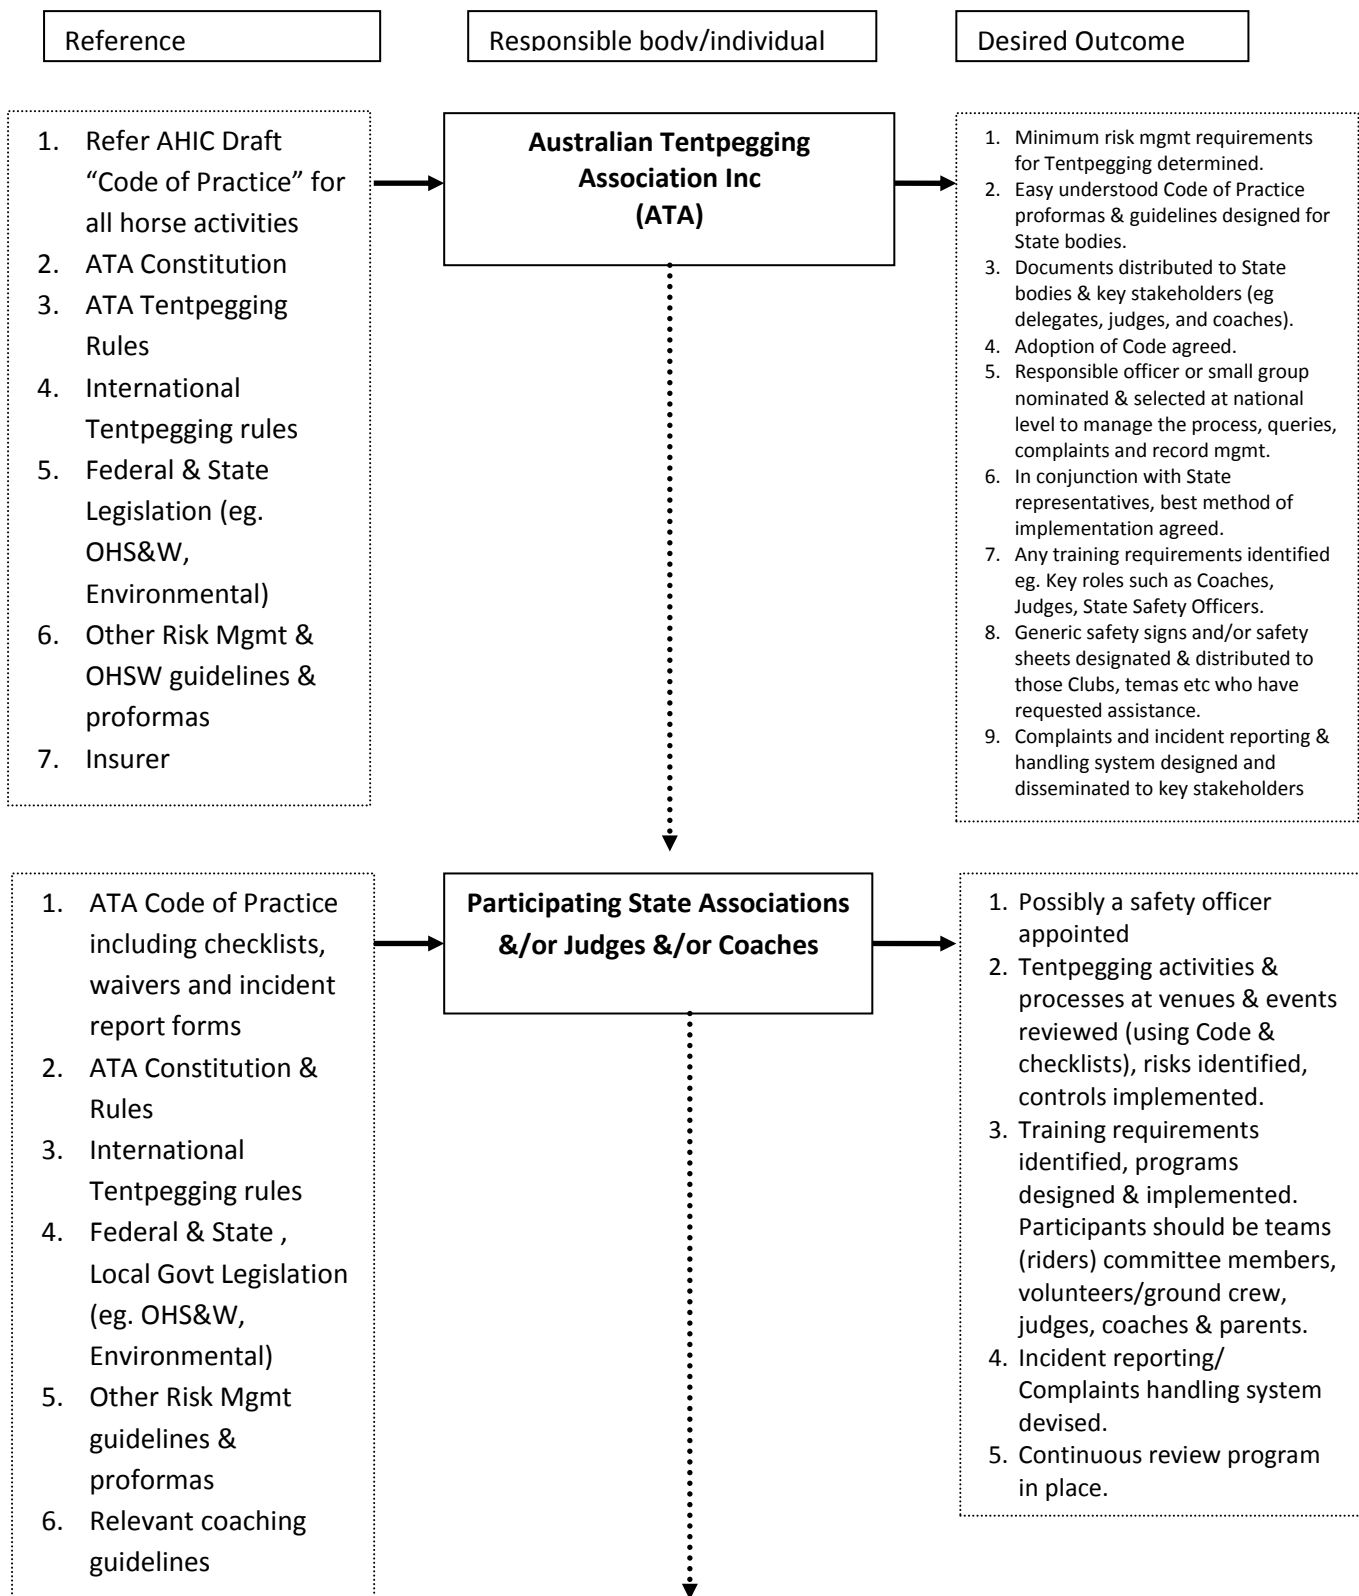 Reference
Responsible body/individual
Desired Outcome
1. Refer AHIC Draft
“Code of Practice” for
all horse activities
2. ATA Constitution
3. ATA Tentpegging
Rules
4. International
Tentpegging rules
5. Federal & State
Legislation (eg.
OHS&W,
Environmental)
6. Other Risk Mgmt &
OHSW guidelines &
proformas
7. Insurer
Australian Tentpegging
Association Inc
(ATA)
1. Minimum risk mgmt requirements
for Tentpegging determined.
2. Easy understood Code of Practice
proformas & guidelines designed for
State bodies.
3. Documents distributed to State
bodies & key stakeholders (eg
delegates, judges, and coaches).
4. Adoption of Code agreed.
5. Responsible officer or small group
nominated & selected at national
level to manage the process, queries,
complaints and record mgmt.
6. In conjunction with State
representatives, best method of
implementation agreed.
7. Any training requirements identified
eg. Key roles such as Coaches,
Judges, State Safety Officers.
8. Generic safety signs and/or safety
sheets designated & distributed to
those Clubs, temas etc who have
requested assistance.
9. Complaints and incident reporting &
handling system designed and
disseminated to key stakeholders
1. ATA Code of Practice
including checklists,
waivers and incident
report forms
2. ATA Constitution &
Rules
3. International
Tentpegging rules
4. Federal & State ,
Local Govt Legislation
(eg. OHS&W,
Environmental)
5. Other Risk Mgmt
guidelines &
proformas
6. Relevant coaching
guidelines
Participating State Associations
&/or Judges &/or Coaches
1. Possibly a safety officer
appointed
2. Tentpegging activities &
processes at venues & events
reviewed (using Code &
checklists), risks identified,
controls implemented.
3. Training requirements
identified, programs
designed & implemented.
Participants should be teams
(riders) committee members,
volunteers/ground crew,
judges, coaches & parents.
4. Incident reporting/
Complaints handling system
devised.
5. Continuous review program
in place.